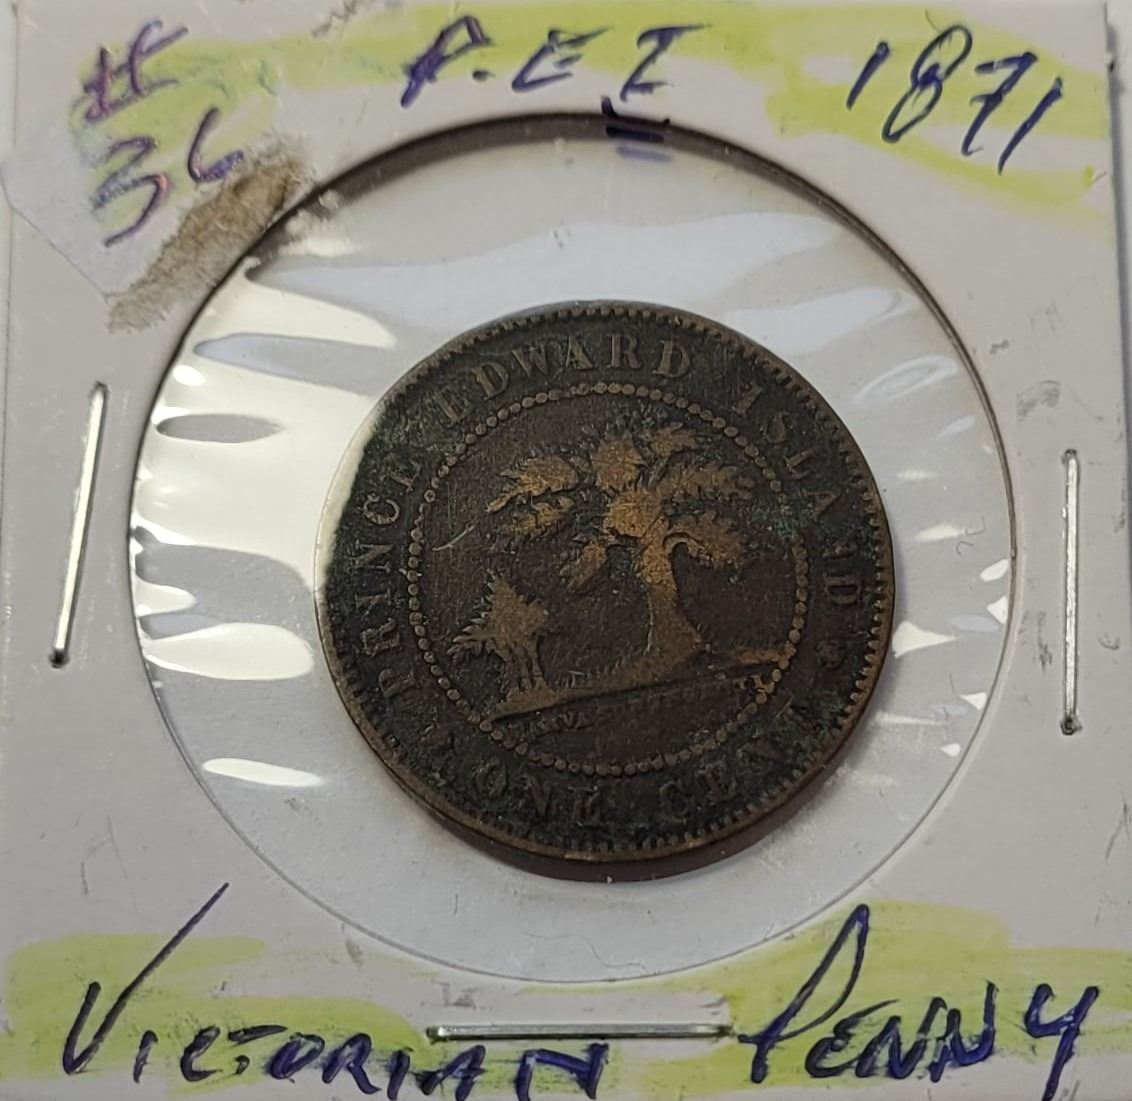 # P.E I 1871
36
PRINCE EDWARD ISLAND
ONE CENT
VICTORIAN PENNY